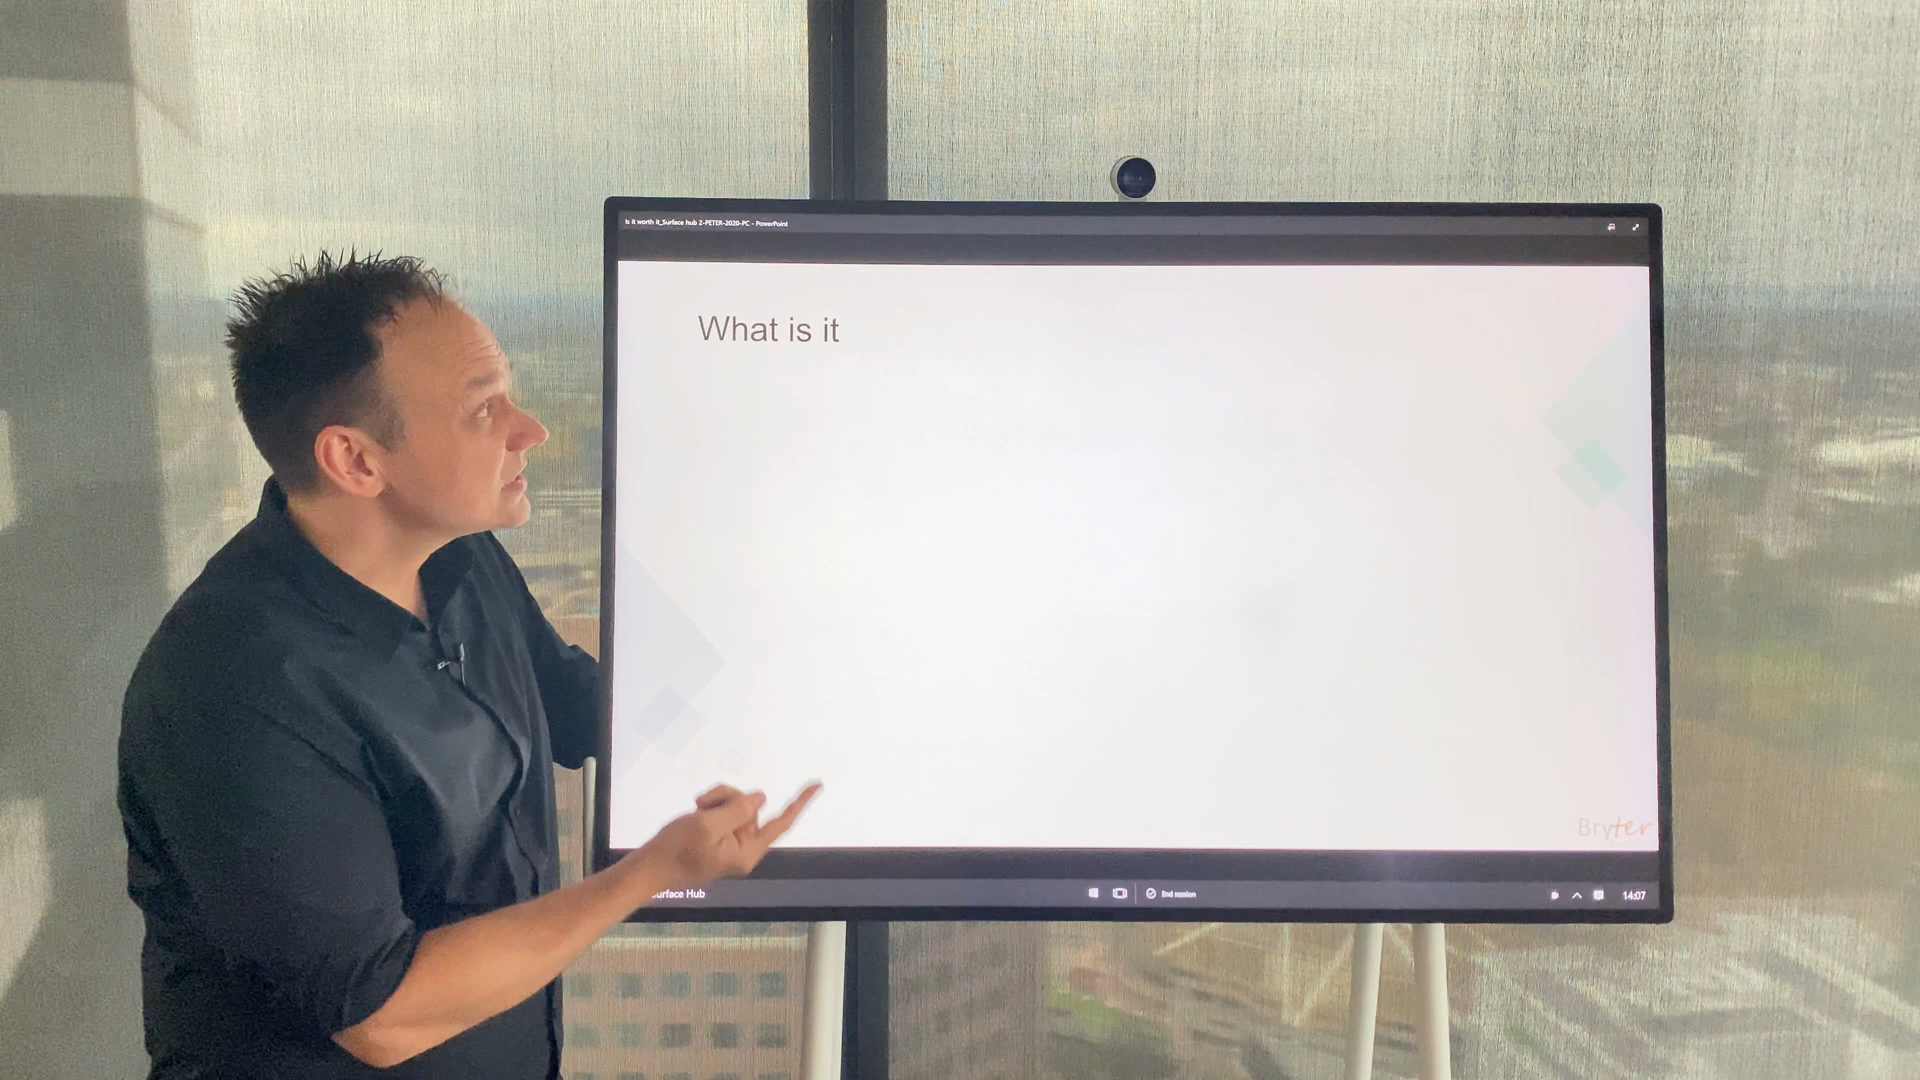 Is it worth it_Surface hub 2-PETER-2020-PC - PowerPoint
What is it
Bryter
Surface Hub
End session
14:07